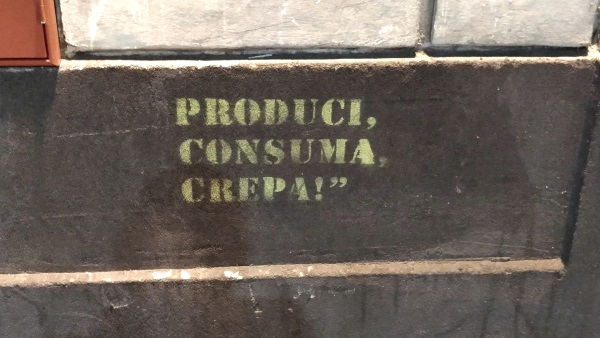 PRODUCI,
CONSUMA,
CREPA!”